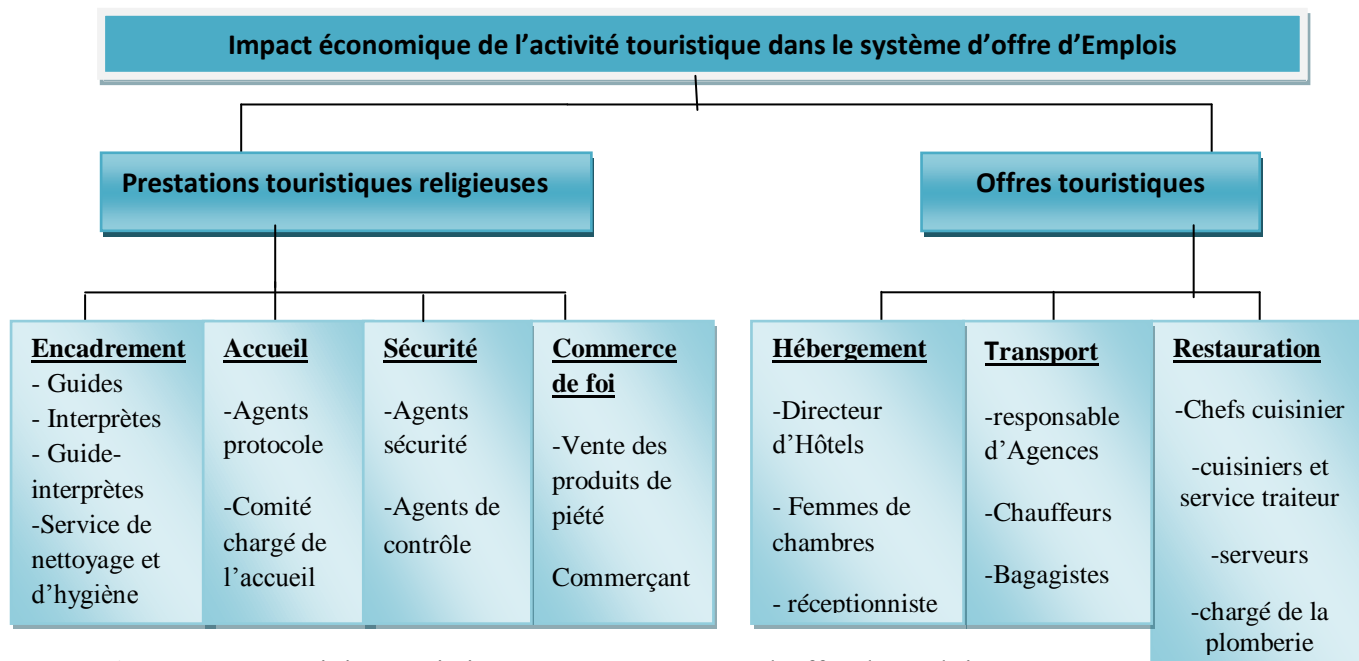 Impact économique de l’activité touristique dans le système d’offre d’Emplois
Prestations touristiques religieuses
Offres touristiques
Encadrement
- Guides
- Interprètes
- Guide-
interprètes
-Service de
nettoyage et
d’hygiène
Accueil
-Agents
protocole
-Comité
chargé de
l’accueil
Sécurité
-Agents
sécurité
-Agents de
contrôle
Commerce
de foi
-Vente des
produits de
piété
Commerçant
Hébergement
-Directeur
d’Hôtels
- Femmes de
chambres
- réceptionniste
Transport
-responsable
d’Agences
-Chauffeurs
-Bagagistes
Restauration
-Chefs cuisinier
-cuisiniers et
service traiteur
-serveurs
-chargé de la
plomberie